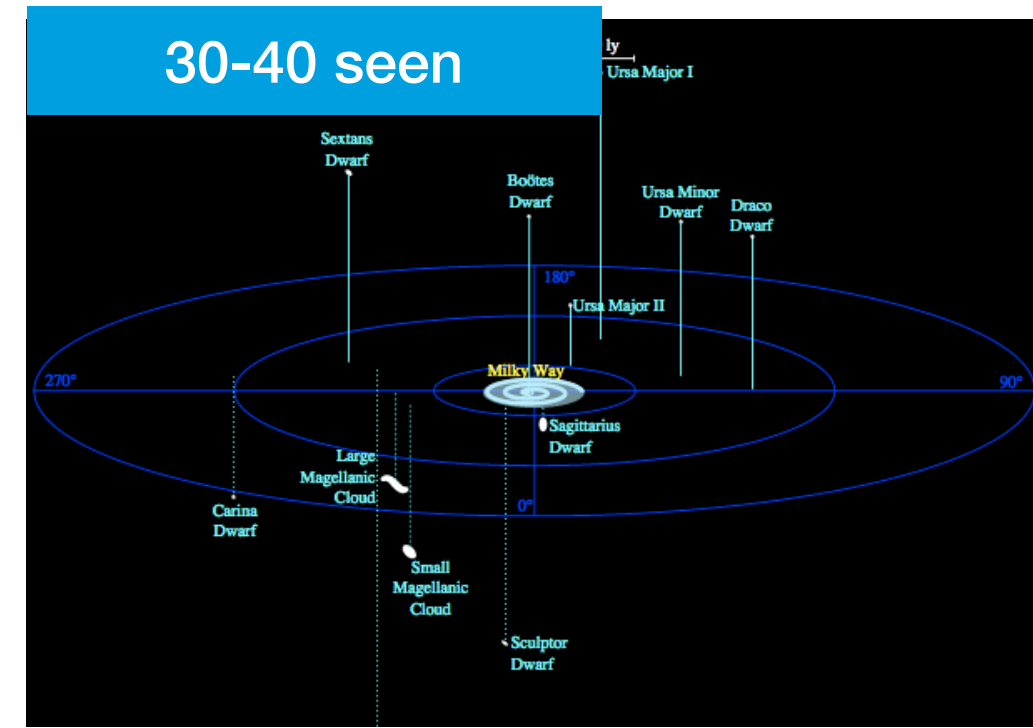 30-40 seen
ly
Ursa Major I
Sextans
Dwarf
Boötes
Dwarf
Ursa Minor
Dwarf
Draco
Dwarf
180°
Ursa Major II
Milky Way
270°
90°
Sagittarius
Dwarf
Large
Magellanic
Cloud
0°
Carina
Dwarf
Small
Magellanic
Cloud
Sculptor
Dwarf